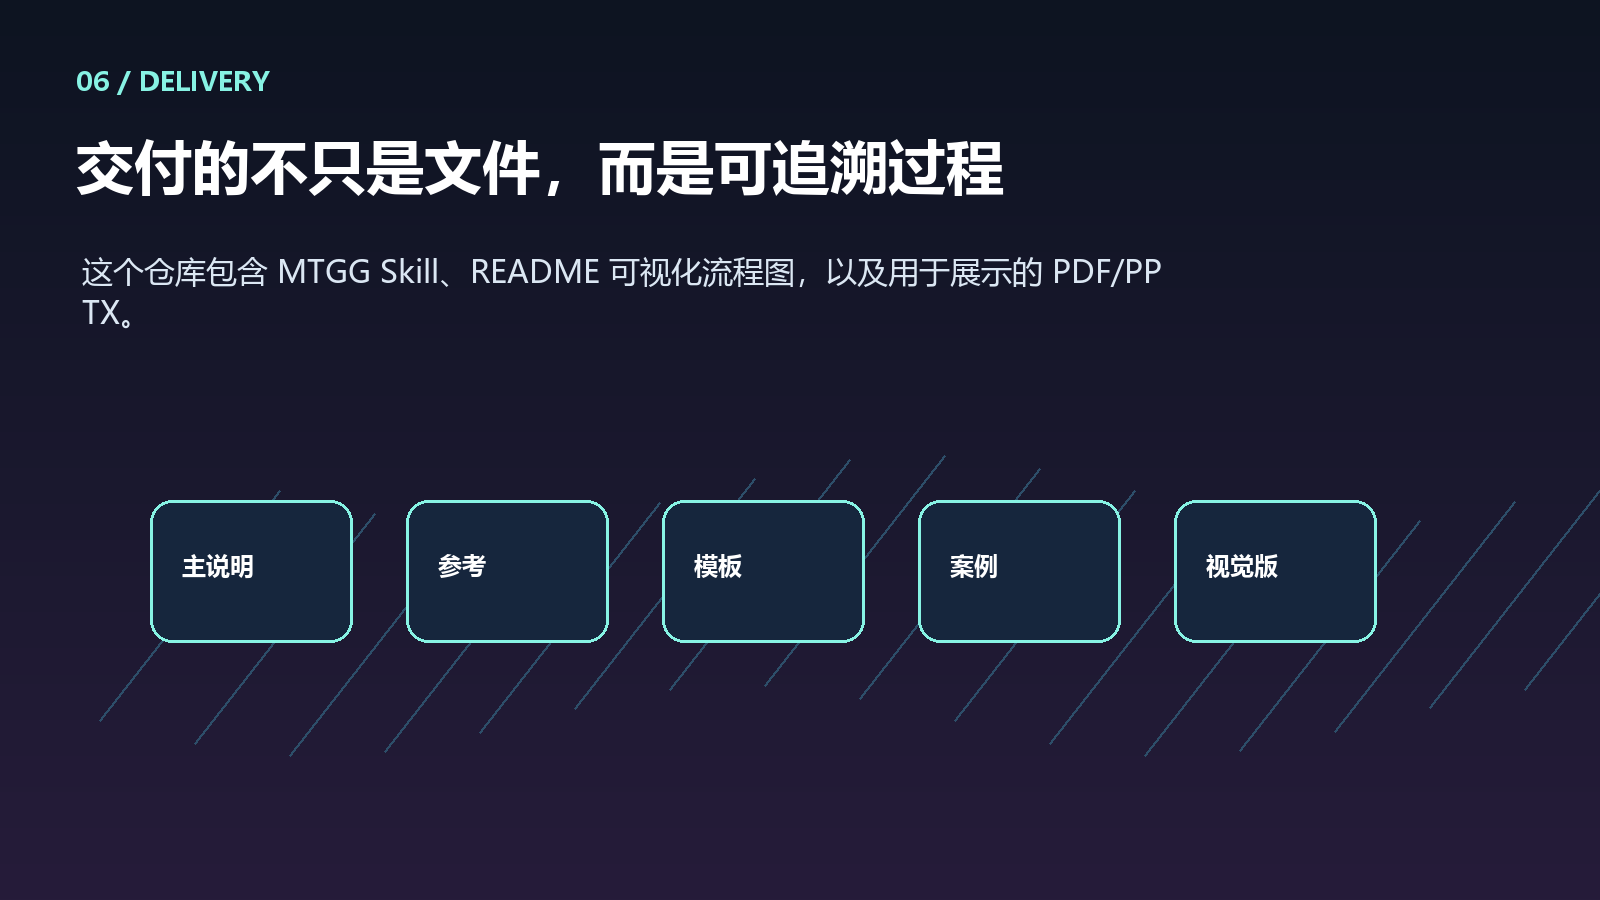 06 / DELIVERY
交付的不只是文件，而是可追溯过程
这个仓库包含 MTGG Skill、README 可视化流程图，以及用于展示的 PDF/PP
TX。
主说明
参考
模板
案例
视觉版